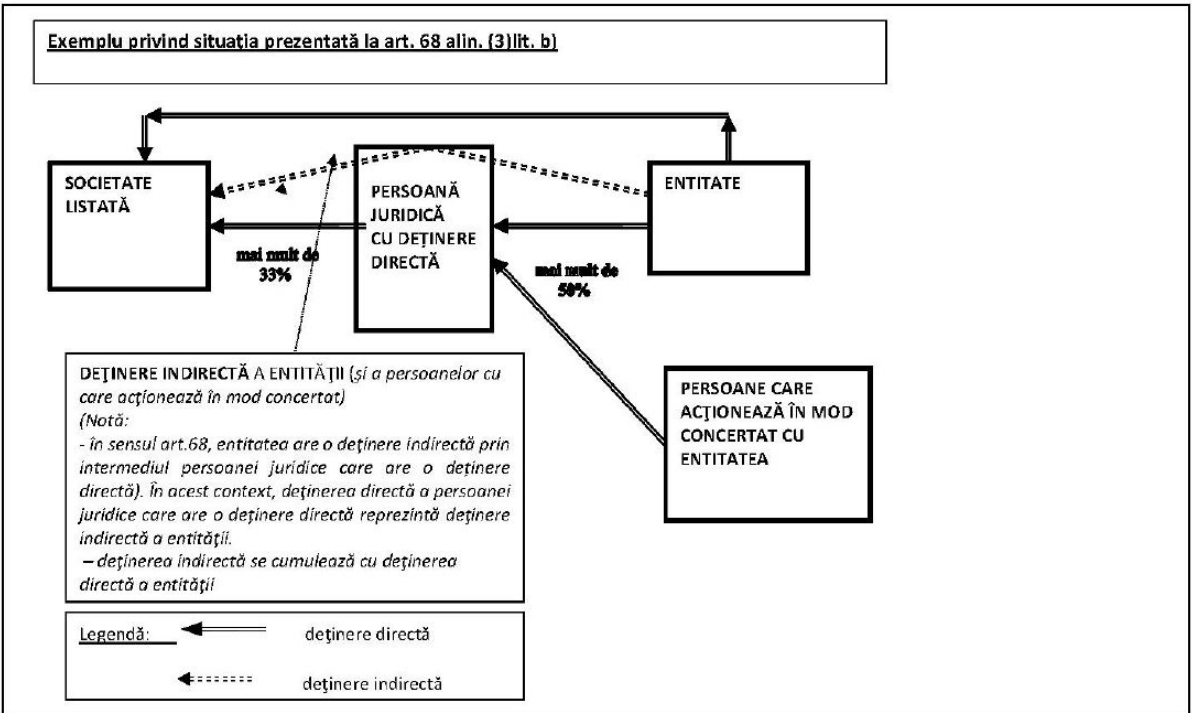 Exemplu privind situația prezentată la art. 68 alin. (3)lit. b)
SOCIETATE
LISTATĂ
PERSOANĂ
JURIDICĂ
CU DEȚINERE
DIRECTĂ
ENTITATE
mai mult de
33%
mai mult de
50%
DEȚINERE INDIRECTĂ A ENTITĂȚII (și a persoanelor cu
care acționează în mod concertat)
(Notă:
- în sensul art.68, entitatea are o deținere indirectă prin
intermediul persoanei juridice care are o deținere
directă). În acest context, deținerea directă a persoanei
juridice care are o deținere directă reprezintă deținere
indirectă a entității.
– deținerea indirectă se cumulează cu deținerea
directă a entității
PERSOANE CARE
ACȚIONEAZĂ ÎN MOD
CONCERTAT CU
ENTITATEA
Legendă:
deținere directă
deținere indirectă